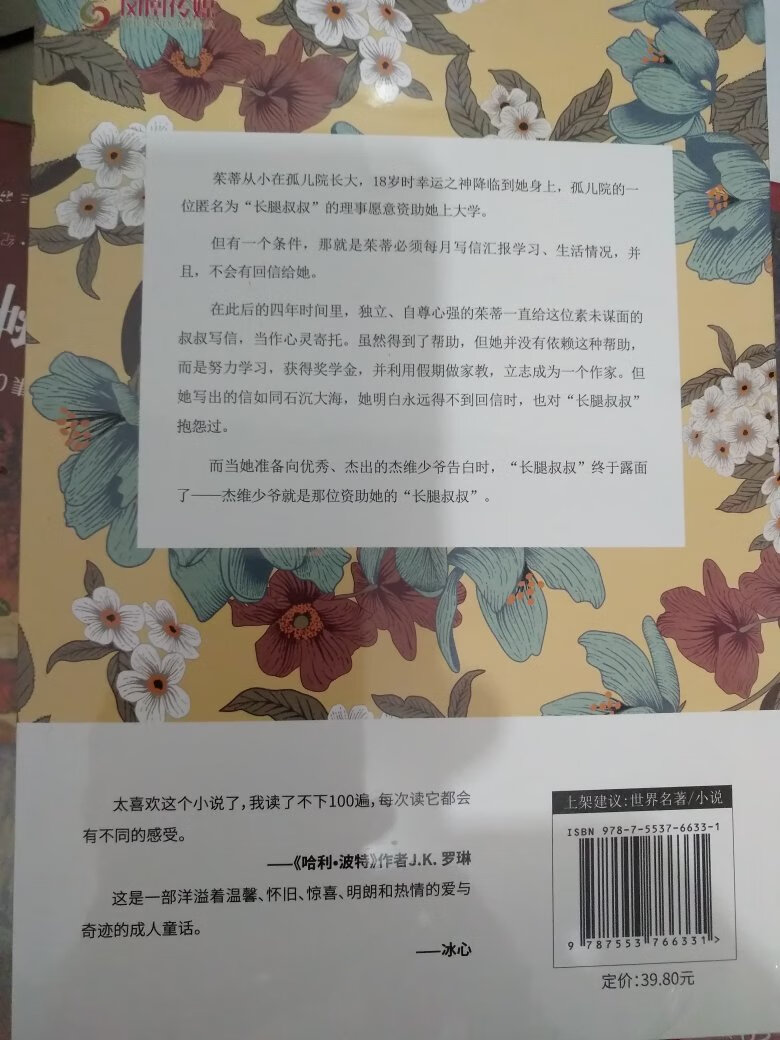 凤凰传媒
茱蒂从小在孤儿院长大，18岁时幸运之神降临到她身上，孤儿院的一
位匿名为“长腿叔叔”的理事愿意资助她上大学。
但有一个条件，那就是茱蒂必须每月写信汇报学习、生活情况，并
且，不会有回信给她。
在此后的四年时间里，独立、自尊心强的茱蒂一直给这位素未谋面的
叔叔写信，当作心灵寄托。虽然得到了帮助，但她并没有依赖这种帮助，
而是努力学习，获得奖学金，并利用假期做家教，立志成为一个作家。但
她写出的信如同石沉大海，她明白永远得不到回信时，也对“长腿叔叔”
抱怨过。
而当她准备向优秀、杰出的杰维少爷告白时，“长腿叔叔”终于露面
了——杰维少爷就是那位资助她的“长腿叔叔”。
太喜欢这个小说了，我读了不下100遍，每次读它都会
有不同的感受。
——《哈利·波特》作者J.K. 罗琳
这是一部洋溢着温馨、怀旧、惊喜、明朗和热情的爱与
奇迹的成人童话。
——冰心
上架建议：世界名著/小说
ISBN 978-7-5537-6633-1
9 787553 766331 >
定价：39.80元